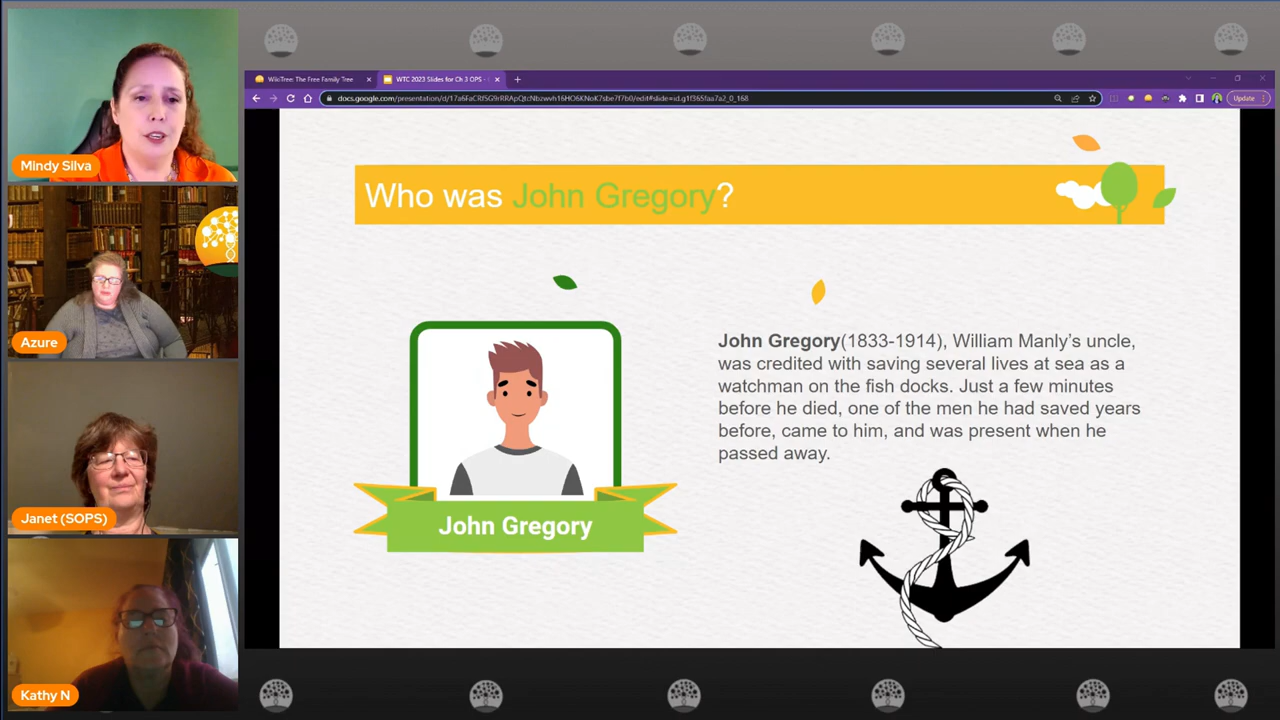 Mindy Silva
Azure
Janet (SOPS)
Kathy N
WikiTree: The Free Family Tree
WTC 2023 Slides for Ch 3 OPS -
Update
Who was John Gregory?
John Gregory
John Gregory(1833-1914), William Manly's uncle,
was credited with saving several lives at sea as a
watchman on the fish docks. Just a few minutes
before he died, one of the men he had saved years
before, came to him, and was present when he
passed away.